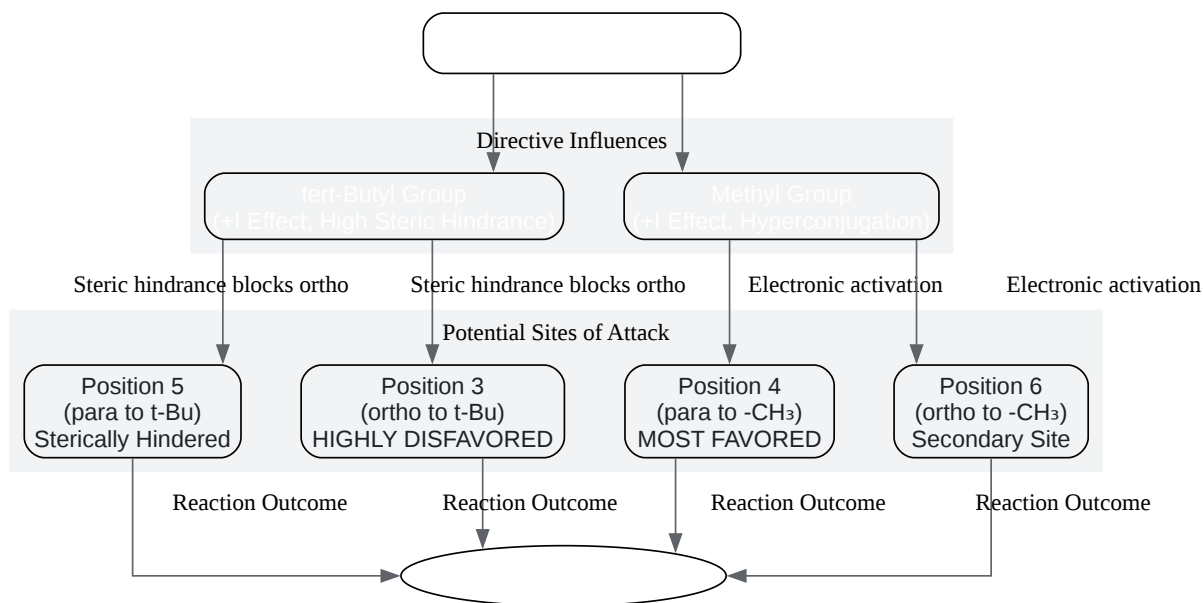 Directive Influences
tert-Butyl Group
(+I Effect, High Steric Hindrance)
Methyl Group
(+I Effect, Hyperconjugation)
Steric hindrance blocks ortho
Steric hindrance blocks ortho
Electronic activation
Electronic activation
Potential Sites of Attack
Position 5
(para to t-Bu)
Sterically Hindered
Position 3
(ortho to t-Bu)
HIGHLY DISFAVORED
Position 4
(para to -CH₃)
MOST FAVORED
Position 6
(ortho to -CH₃)
Secondary Site
Reaction Outcome
Reaction Outcome
Reaction Outcome
Reaction Outcome